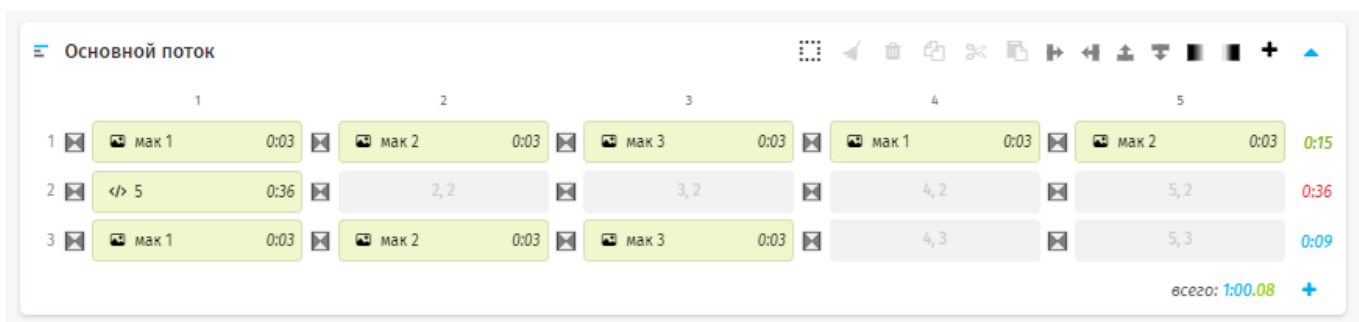 Основной поток
1 2 3 4 5
1 мак 1 0:03 мак 2 0:03 мак 3 0:03 мак 1 0:03 мак 2 0:03 0:15
2 </> 5 0:36 2, 2 3, 2 4, 2 5, 2 0:36
3 мак 1 0:03 мак 2 0:03 мак 3 0:03 4, 3 5, 3 0:09
всего: 1:00.08